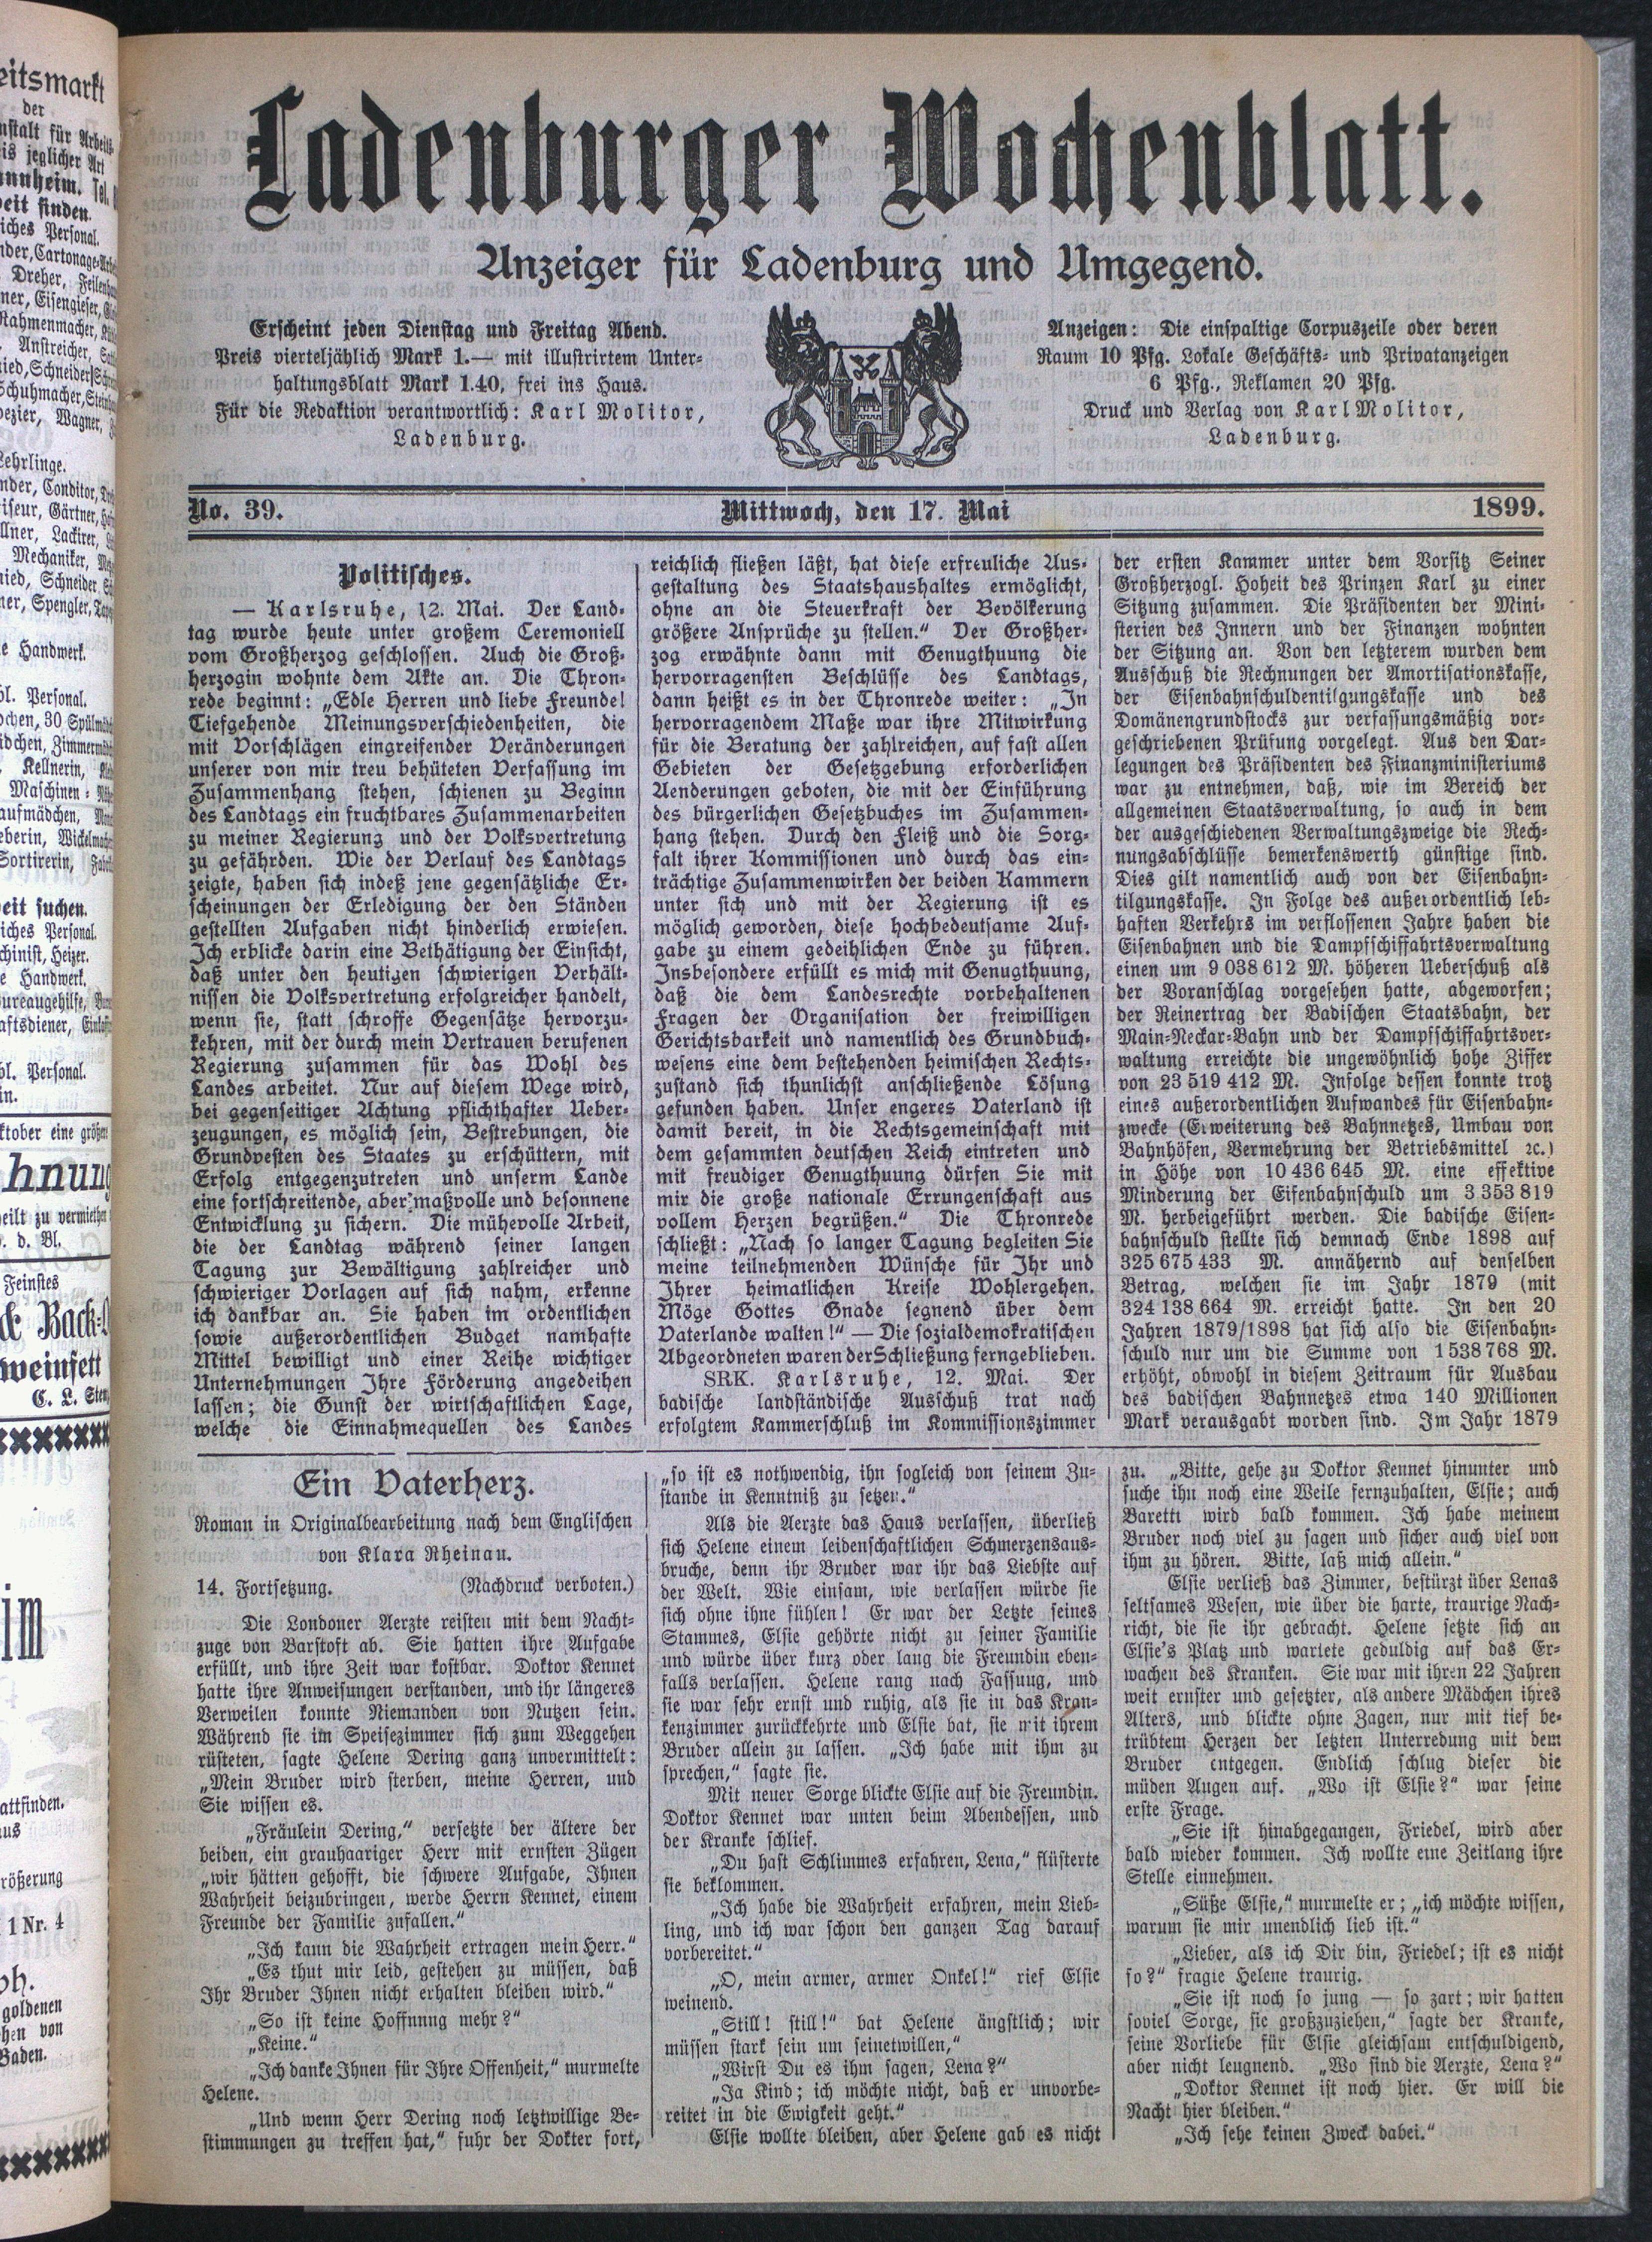 Ladenburger Wochenblatt.
Anzeiger für Ladenburg und Umgegend.
Erscheint jeden Dienstag und Freitag Abend.
Preis vierteljählich Mark 1.— mit illustrirtem Unter-
haltungsblatt Mark 1.40, frei ins Haus.
Für die Redaktion verantwortlich: Karl Molitor,
Ladenburg.
Anzeigen: Die einspaltige Corpuszeile oder deren
Raum 10 Pfg. Lokale Geschäfts- und Privatanzeigen
6 Pfg., Reklamen 20 Pfg.
Druck und Verlag von Karl Molitor,
Ladenburg.
No. 39.
Mittwoch, den 17. Mai
1899.
Politisches.
— Karlsruhe, 12. Mai. Der Land-
tag wurde heute unter großem Ceremoniell
vom Großherzog geschlossen. Auch die Groß-
herzogin wohnte dem Akte an. Die Thron-
rede beginnt: „Edle Herren und liebe Freunde!
Tiefgehende Meinungsverschiedenheiten, die
mit Vorschlägen eingreifender Veränderungen
unserer von mir treu behüteten Verfassung im
Zusammenhang stehen, schienen zu Beginn
des Landtags ein fruchtbares Zusammenarbeiten
zu meiner Regierung und der Volksvertretung
zu gefährden. Wie der Verlauf des Landtags
zeigte, haben sich indeß jene gegensätzliche Er-
scheinungen der Erledigung der den Ständen
gestellten Aufgaben nicht hinderlich erwiesen.
Ich erblicke darin eine Bethätigung der Einsicht,
daß unter den heutigen schwierigen Verhält-
nissen die Volksvertretung erfolgreicher handelt,
wenn sie, statt schroffe Gegensätze hervorzu-
kehren, mit der durch mein Vertrauen berufenen
Regierung zusammen für das Wohl des
Landes arbeitet. Nur auf diesem Wege wird,
bei gegenseitiger Achtung pflichthafter Ueber-
zeugungen, es möglich sein, Bestrebungen, die
Grundvesten des Staates zu erschüttern, mit
Erfolg entgegenzutreten und unserm Lande
eine fortschreitende, aber maßvolle und besonnene
Entwicklung zu sichern. Die mühevolle Arbeit,
die der Landtag während seiner langen
Tagung zur Bewältigung zahlreicher und
schwieriger Vorlagen auf sich nahm, erkenne
ich dankbar an. Sie haben im ordentlichen
sowie außerordentlichen Budget namhafte
Mittel bewilligt und einer Reihe wichtiger
Unternehmungen Ihre Förderung angedeihen
lassen; die Gunst der wirtschaftlichen Lage,
welche die Einnahmequellen des Landes
reichlich fließen läßt, hat diese erfreuliche Aus-
gestaltung des Staatshaushaltes ermöglicht,
ohne an die Steuerkraft der Bevölkerung
größere Ansprüche zu stellen.“ Der Großher-
zog erwähnte dann mit Genugthuung die
hervorragensten Beschlüsse des Landtags,
dann heißt es in der Thronrede weiter: „In
hervorragendem Maße war ihre Mitwirkung
für die Beratung der zahlreichen, auf fast allen
Gebieten der Gesetzgebung erforderlichen
Aenderungen geboten, die mit der Einführung
des bürgerlichen Gesetzbuches im Zusammen-
hang stehen. Durch den Fleiß und die Sorg-
falt ihrer Kommissionen und durch das ein-
trächtige Zusammenwirken der beiden Kammern
unter sich und mit der Regierung ist es
möglich geworden, diese hochbedeutsame Auf-
gabe zu einem gedeihlichen Ende zu führen.
Insbesondere erfüllt es mich mit Genugthuung,
daß die dem Landesrechte vorbehaltenen
Fragen der Organisation der freiwilligen
Gerichtsbarkeit und namentlich des Grundbuch-
wesens eine dem bestehenden heimischen Rechts-
zustand sich thunlichst anschließende Lösung
gefunden haben. Unser engeres Vaterland ist
damit bereit, in die Rechtsgemeinschaft mit
dem gesammten deutschen Reich eintreten und
mit freudiger Genugthuung dürfen Sie mit
mir die große nationale Errungenschaft aus
vollem Herzen begrüßen.“ Die Thronrede
schließt: „Nach so langer Tagung begleiten Sie
meine teilnehmenden Wünsche für Ihr und
Ihrer heimatlichen Kreise Wohlergehen.
Möge Gottes Gnade segnend über dem
Vaterlande walten!“ — Die sozialdemokratischen
Abgeordneten waren der Schließung ferngeblieben.
SRK. Karlsruhe, 12. Mai. Der
badische landständische Ausschuß trat nach
erfolgtem Kammerschluß im Kommissionszimmer
der ersten Kammer unter dem Vorsitz Seiner
Großherzogl. Hoheit des Prinzen Karl zu einer
Sitzung zusammen. Die Präsidenten der Mini-
sterien des Innern und der Finanzen wohnten
der Sitzung an. Von den letzterem wurden dem
Ausschuß die Rechnungen der Amortisationskasse,
der Eisenbahnschuldentilgungskasse und des
Domänengrundstocks zur verfassungsmäßig vor-
geschriebenen Prüfung vorgelegt. Aus den Dar-
legungen des Präsidenten des Finanzministeriums
war zu entnehmen, daß, wie im Bereich der
allgemeinen Staatsverwaltung, so auch in dem
der ausgeschiedenen Verwaltungszweige die Rech-
nungsabschlüsse bemerkenswerth günstige sind.
Dies gilt namentlich auch von der Eisenbahn-
tilgungskasse. In Folge des außerordentlich leb-
haften Verkehrs im verflossenen Jahre haben die
Eisenbahnen und die Dampfschiffahrtsverwaltung
einen um 9 038 612 M. höheren Ueberschuß als
der Voranschlag vorgesehen hatte, abgeworfen;
der Reinertrag der Badischen Staatsbahn, der
Main-Neckar-Bahn und der Dampfschiffahrtsver-
waltung erreichte die ungewöhnlich hohe Ziffer
von 23 519 412 M. Infolge dessen konnte trotz
eines außerordentlichen Aufwandes für Eisenbahn-
zwecke (Erweiterung des Bahnnetzes, Umbau von
Bahnhöfen, Vermehrung der Betriebsmittel ꝛc.)
in Höhe von 10 436 645 M. eine effektive
Minderung der Eifenbahnschuld um 3 353 819
M. herbeigeführt werden. Die badische Eisen-
bahnschuld stellte sich demnach Ende 1898 auf
325 675 433 M. annähernd auf denselben
Betrag, welchen sie im Jahr 1879 (mit
324 138 664 M. erreicht hatte. In den 20
Jahren 1879/1898 hat sich also die Eisenbahn-
schuld nur um die Summe von 1 538 768 M.
erhöht, obwohl in diesem Zeitraum für Ausbau
des badischen Bahnnetzes etwa 140 Millionen
Mark verausgabt worden sind. Im Jahr 1879
Ein Vaterherz.
Roman in Originalbearbeitung nach dem Englischen
von Klara Rheinau.
14. Fortsetzung. (Nachdruck verboten.)
Die Londoner Aerzte reisten mit dem Nacht-
zuge von Barstoft ab. Sie hatten ihre Aufgabe
erfüllt, und ihre Zeit war kostbar. Doktor Kennet
hatte ihre Anweisungen verstanden, und ihr längeres
Verweilen konnte Niemanden von Nutzen sein.
Während sie im Speisezimmer sich zum Weggehen
rüsteten, sagte Helene Dering ganz unvermittelt:
„Mein Bruder wird sterben, meine Herren, und
Sie wissen es.
„Fräulein Dering,“ versetzte der ältere der
beiden, ein grauhaariger Herr mit ernsten Zügen
„wir hätten gehofft, die schwere Aufgabe, Ihnen
Wahrheit beizubringen, werde Herrn Kennet, einem
Freunde der Familie zufallen.“
„Ich kann die Wahrheit ertragen mein Herr.“
„Es thut mir leid, gestehen zu müssen, daß
Ihr Bruder Ihnen nicht erhalten bleiben wird.“
„So ist keine Hoffnung mehr?“
„Keine.“
„Ich danke Ihnen für Ihre Offenheit,“ murmelte
Helene.
„Und wenn Herr Dering noch letztwillige Be-
stimmungen zu treffen hat,“ fuhr der Dokter fort,
„so ist es nothwendig, ihn sogleich von seinem Zu-
stande in Kenntniß zu setzen.“
Als die Aerzte das Haus verlassen, überließ
sich Helene einem leidenschaftlichen Schmerzensaus-
bruche, denn ihr Bruder war ihr das Liebste auf
der Welt. Wie einsam, wie verlassen würde sie
sich ohne ihne fühlen! Er war der Letzte seines
Stammes, Elsie gehörte nicht zu seiner Familie
und würde über kurz oder lang die Freundin eben-
falls verlassen. Helene rang nach Fassung, und
sie war sehr ernst und ruhig, als sie in das Kran-
kenzimmer zurückkehrte und Elsie bat, sie mit ihrem
Bruder allein zu lassen. „Ich habe mit ihm zu
sprechen,“ sagte sie.
Mit neuer Sorge blickte Elsie auf die Freundin.
Doktor Kennet war unten beim Abendessen, und
der Kranke schlief.
„Du hast Schlimmes erfahren, Lena,“ flüsterte
sie beklommen.
„Ich habe die Wahrheit erfahren, mein Lieb-
ling, und ich war schon den ganzen Tag darauf
vorbereitet.“
„O, mein armer, armer Onkel!“ rief Elsie
weinend.
„Still! still!“ bat Helene ängstlich; wir
müssen stark sein um seinetwillen,“
„Wirst Du es ihm sagen, Lena?“
„Ja Kind; ich möchte nicht, daß er unvorbe-
reitet in die Ewigkeit geht.“
Elsie wollte bleiben, aber Helene gab es nicht
zu. „Bitte, gehe zu Doktor Kennet hinunter und
suche ihn noch eine Weile fernzuhalten, Elsie; auch
Baretti wird bald kommen. Ich habe meinem
Bruder noch viel zu sagen und sicher auch viel von
ihm zu hören. Bitte, laß mich allein.“
Elsie verließ das Zimmer, bestürzt über Lenas
seltsames Wesen, wie über die harte, traurige Nach-
richt, die sie ihr gebracht. Helene setzte sich an
Elsie's Platz und wartete geduldig auf das Er-
wachen des Kranken. Sie war mit ihren 22 Jahren
weit ernster und gesetzter, als andere Mädchen ihres
Alters, und blickte ohne Zagen, nur mit tief be-
trübtem Herzen der letzten Unterredung mit dem
Bruder entgegen. Endlich schlug dieser die
müden Augen auf. „Wo ist Elsie?“ war seine
erste Frage.
„Sie ist hinabgegangen, Friedel, wird aber
bald wieder kommen. Ich wollte eine Zeitlang ihre
Stelle einnehmen.
„Süße Elsie,“ murmelte er; „ich möchte wissen,
warum sie mir unendlich lieb ist.“
„Lieber, als ich Dir bin, Friedel; ist es nicht
so?“ fragte Helene traurig.
„Sie ist noch so jung — so zart; wir hatten
soviel Sorge, sie großzuziehen,“ sagte der Kranke,
seine Vorliebe für Elsie gleichsam entschuldigend,
aber nicht leugnend. „Wo sind die Aerzte, Lena?“
„Doktor Kennet ist noch hier. Er will die
Nacht hier bleiben.“
„Ich sehe keinen Zweck dabei.“